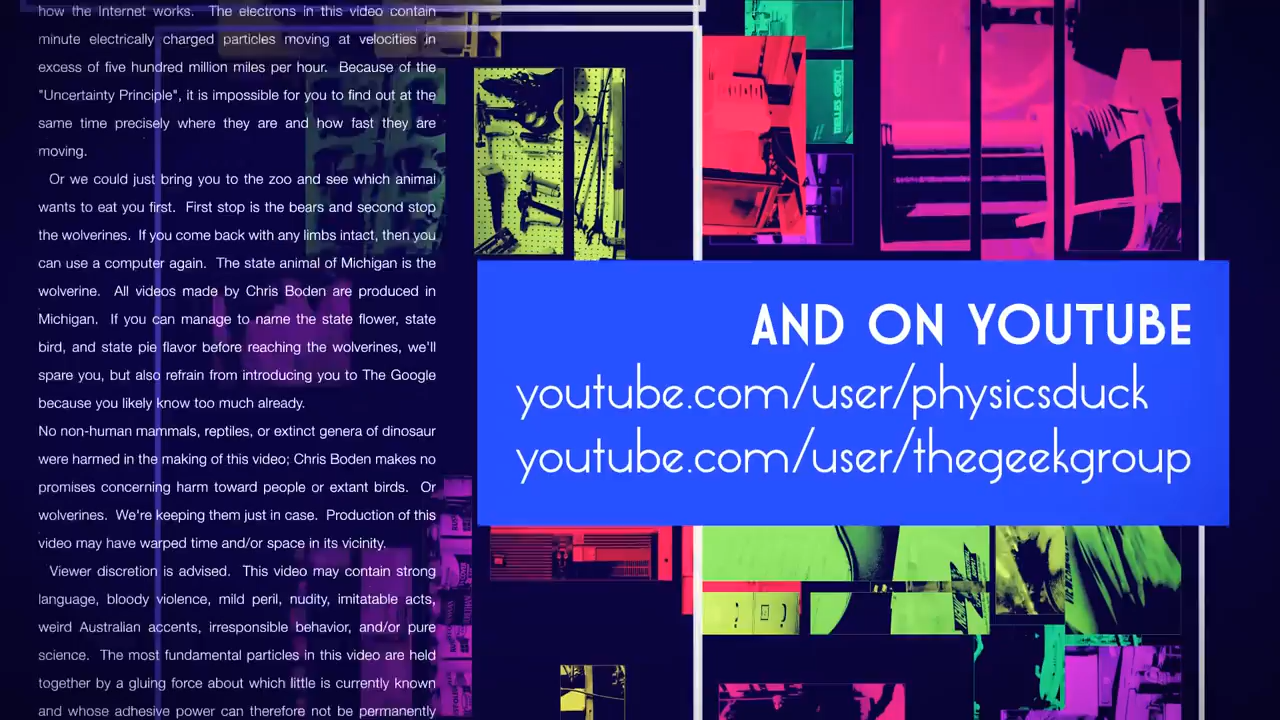 how the Internet works. The electrons in this video contain
minute electrically charged particles moving at velocities in
excess of five hundred million miles per hour. Because of the
"Uncertainty Principle", it is impossible for you to find out at the
same time precisely where they are and how fast they are
moving.
Or we could just bring you to the zoo and see which animal
wants to eat you first. First stop is the bears and second stop
the wolverines. If you come back with any limbs intact, then you
can use a computer again. The state animal of Michigan is the
wolverine. All videos made by Chris Boden are produced in
Michigan. If you can manage to name the state flower, state
bird, and state pie flavor before reaching the wolverines, we'll
spare you, but also refrain from introducing you to The Google
because you likely know too much already.
No non-human mammals, reptiles, or extinct genera of dinosaur
were harmed in the making of this video; Chris Boden makes no
promises concerning harm toward people or extant birds. Or
wolverines. We're keeping them just in case. Production of this
video may have warped time and/or space in its vicinity.
Viewer discretion is advised. This video may contain strong
language, bloody violence, mild peril, nudity, imitatable acts,
weird Australian accents, irresponsible behavior, and/or pure
science. The most fundamental particles in this video are held
together by a gluing force about which little is currently known
and whose adhesive power can therefore not be permanently
AND ON YOUTUBE
youtube.com/user/physicsduck
youtube.com/user/thegeekgroup